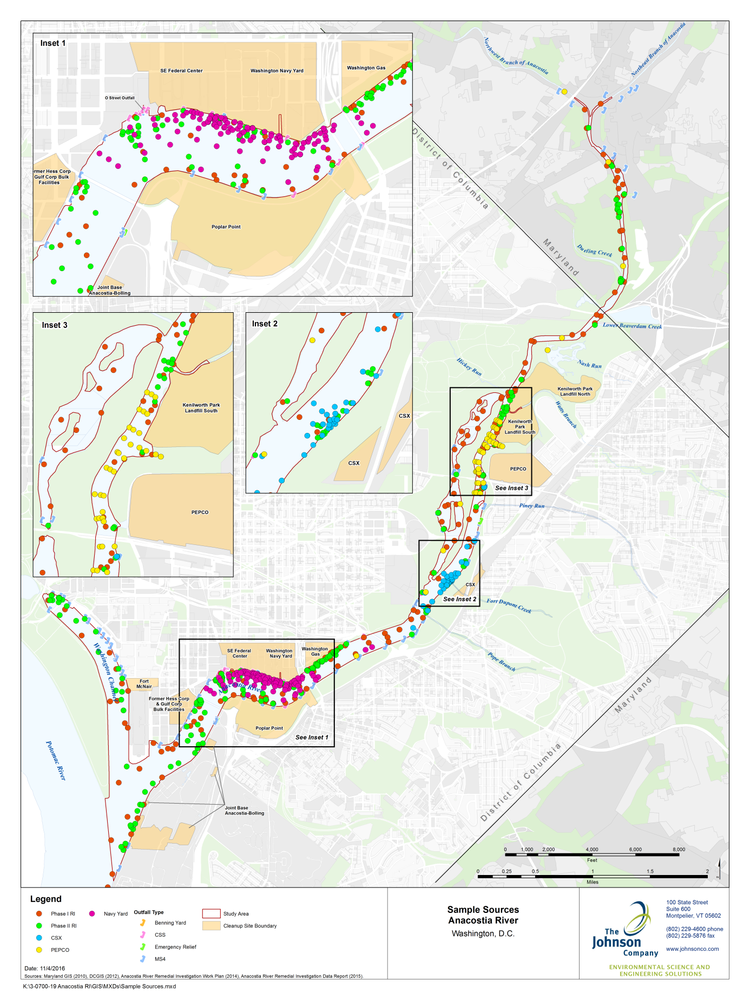 Inset 1
SE Federal Center
Washington Navy Yard
Washington Gas
O Street Outfall
rmer Hess Corp
Gulf Corp Bulk
Facilities
Poplar Point
Joint Base
Anacostia-Bolling
Northwest Branch of Anacostia
Northeast Branch of Anacostia
District of Columbia
Maryland
Dueling Creek
Lower Beaverdam Creek
Nash Run
Hickey Run
Watts Branch
Kenilworth Park
Landfill North
Kenilworth
Park
Landfill South
PEPCO
See Inset 3
Inset 3
Kenilworth Park
Landfill South
PEPCO
Inset 2
CSX
CSX
Piney Run
CSX
See Inset 2
Fort Dupont Creek
Pope Branch
Washington Channel
SE Federal
Center
Washington
Navy Yard
Washington
Gas
Fort
McNair
Former Hess Corp
& Gulf Corp
Bulk Facilities
Anacostia River
Poplar Point
See Inset 1
Potomac River
Joint Base
Anacostia-Bolling
Maryland
District of Columbia
0 1,000 2,000 4,000 6,000 8,000
Feet
0 0.25 0.5 1 1.5 2
Miles
N
Legend
Phase I RI
Phase II RI
CSX
PEPCO
Navy Yard
Outfall Type
Benning Yard
CSS
Emergency Relief
MS4
Study Area
Cleanup Site Boundary
Date: 11/4/2016
Sources: Maryland GIS (2010), DCGIS (2012), Anacostia River Remedial Investigation Work Plan (2014), Anacostia River Remedial Investigation Data Report (2015).
Sample Sources
Anacostia River
Washington, D.C.
The
Johnson
Company
100 State Street
Suite 600
Montpelier, VT 05602
(802) 229-4600 phone
(802) 229-5876 fax
www.johnsonco.com
ENVIRONMENTAL SCIENCE AND
ENGINEERING SOLUTIONS
K:\3-0700-19 Anacostia RI\GIS\MXDs\Sample Sources.mxd